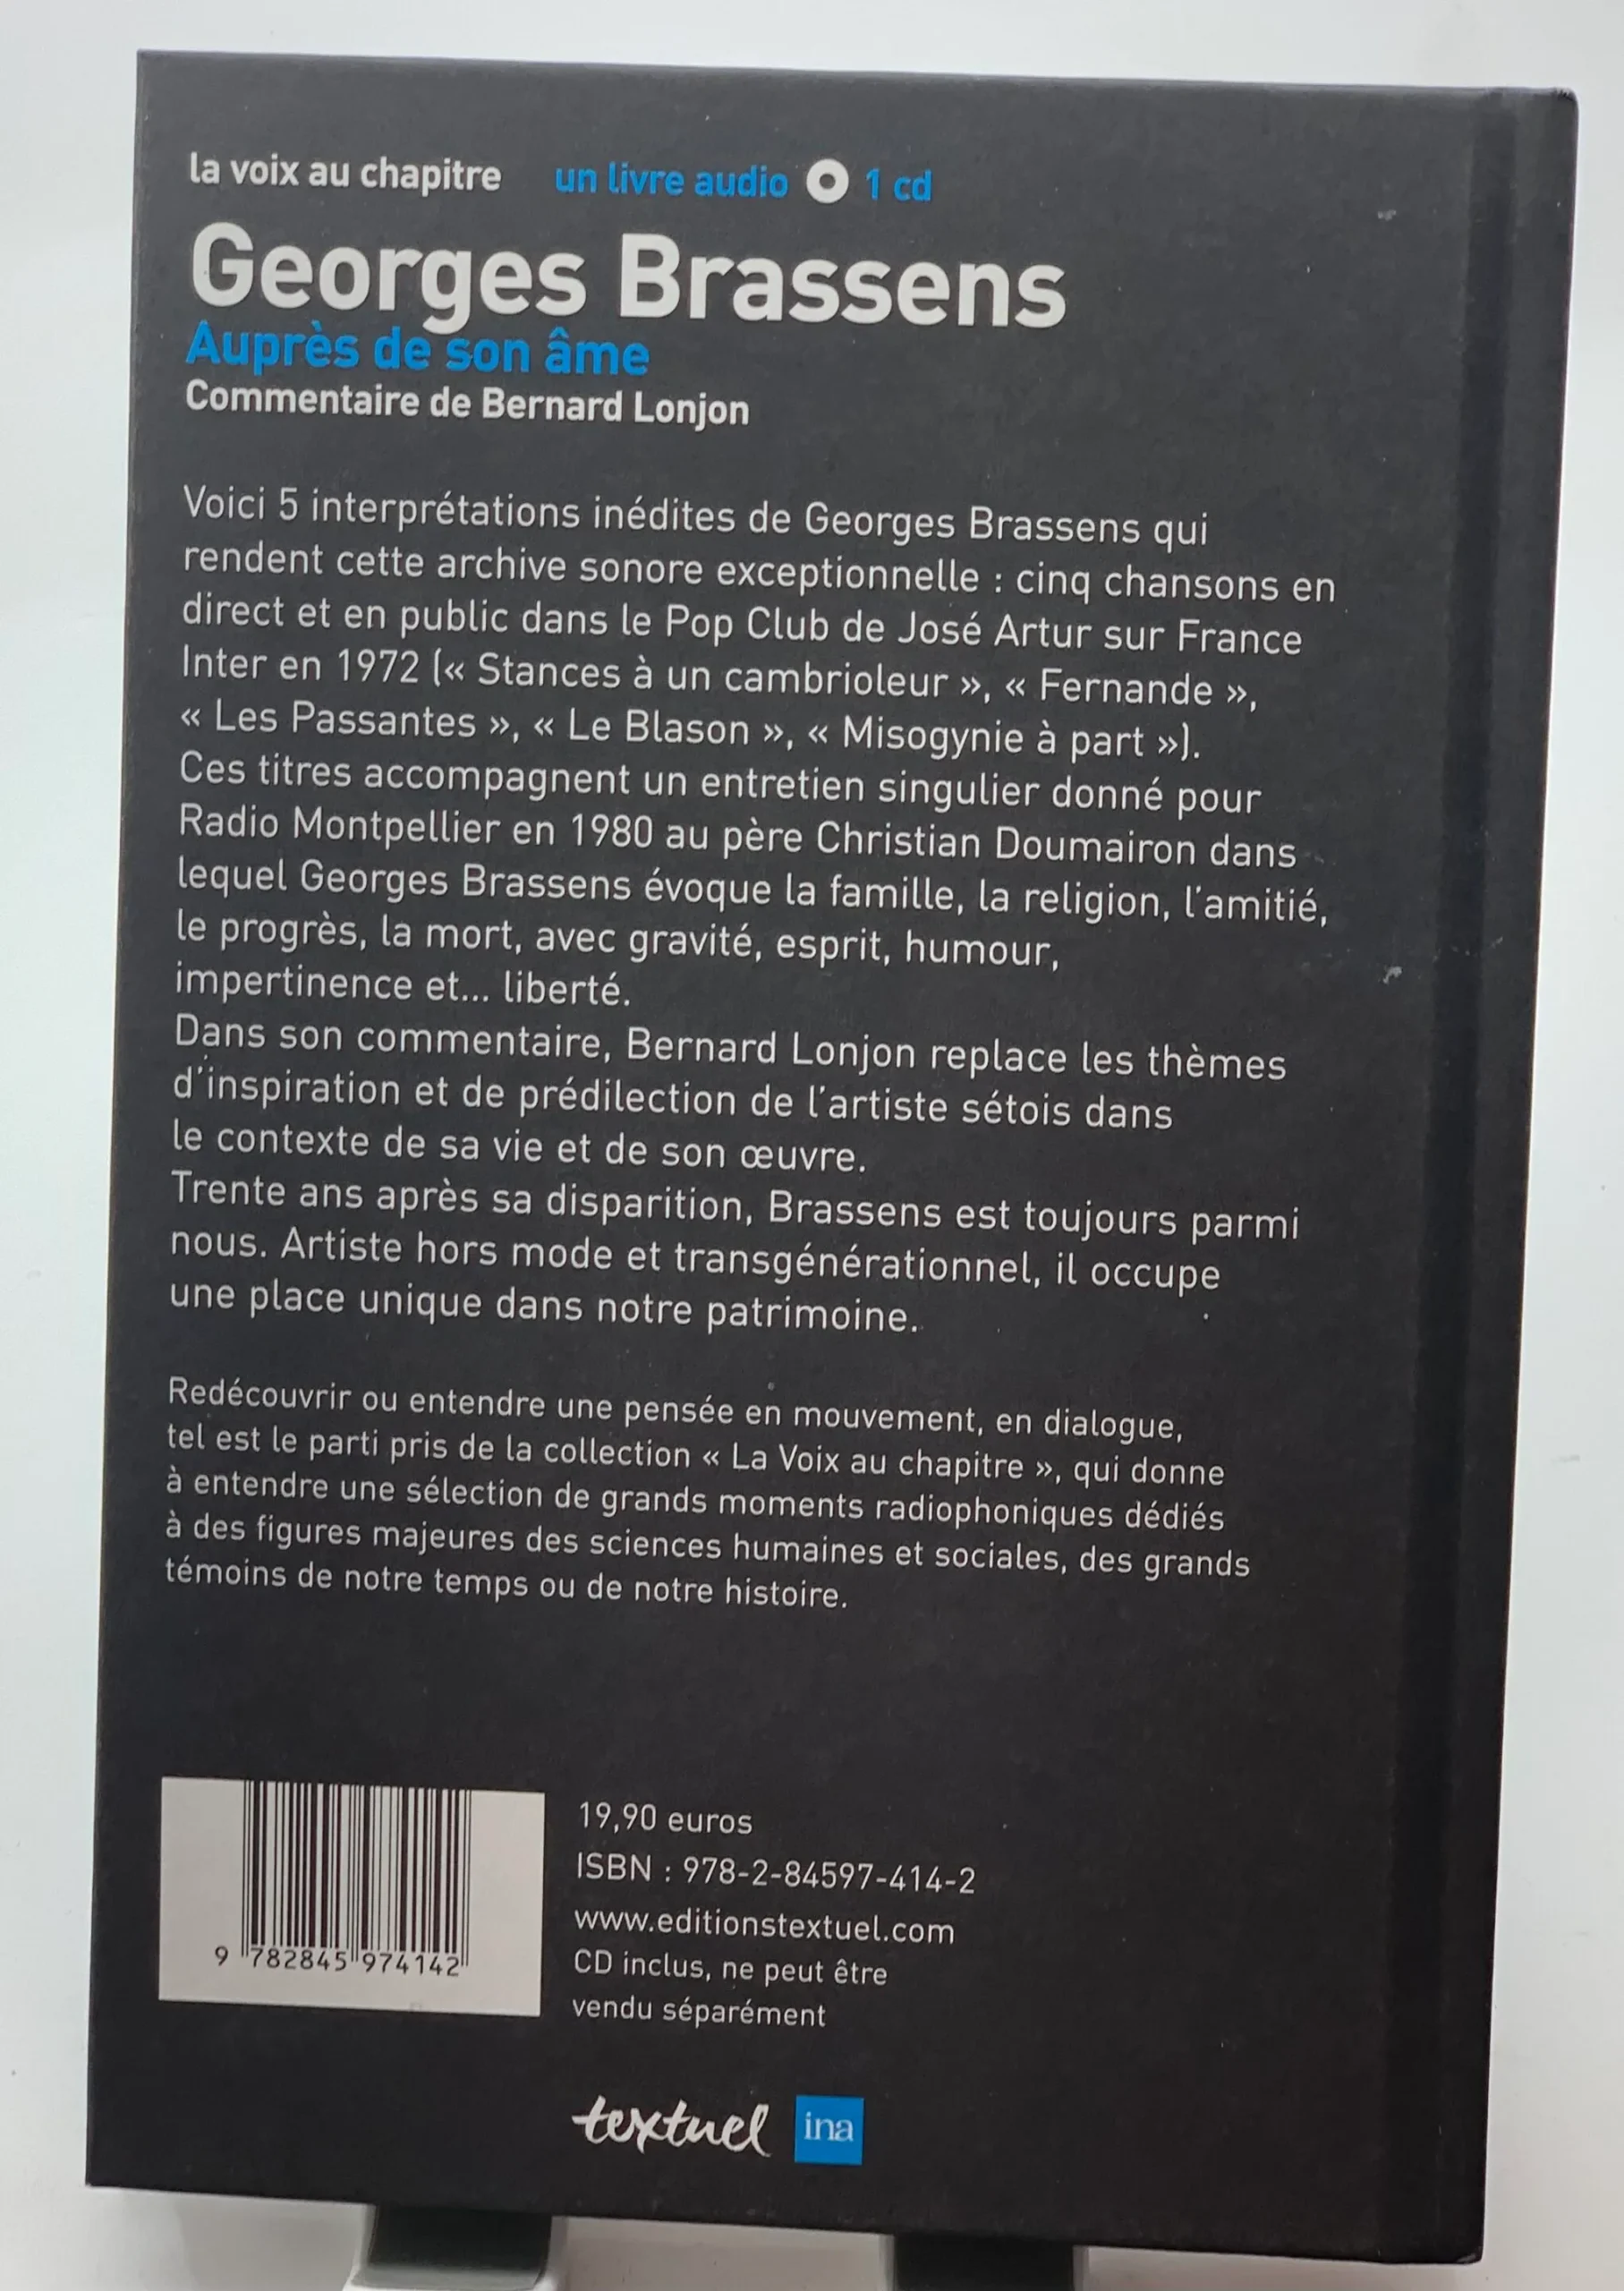 la voix au chapitre un livre audio 1 cd
Georges Brassens
Auprès de son âme
Commentaire de Bernard Lonjon
Voici 5 interprétations inédites de Georges Brassens qui
rendent cette archive sonore exceptionnelle : cinq chansons en
direct et en public dans le Pop Club de José Artur sur France
Inter en 1972 (« Stances à un cambrioleur », « Fernande »,
« Les Passantes », « Le Blason », « Misogynie à part »).
Ces titres accompagnent un entretien singulier donné pour
Radio Montpellier en 1980 au père Christian Doumairon dans
lequel Georges Brassens évoque la famille, la religion, l'amitié,
le progrès, la mort, avec gravité, esprit, humour,
impertinence et... liberté.
Dans son commentaire, Bernard Lonjon replace les thèmes
d'inspiration et de prédilection de l'artiste sétois dans
le contexte de sa vie et de son œuvre.
Trente ans après sa disparition, Brassens est toujours parmi
nous. Artiste hors mode et transgénérationnel, il occupe
une place unique dans notre patrimoine.
Redécouvrir ou entendre une pensée en mouvement, en dialogue,
tel est le parti pris de la collection « La Voix au chapitre », qui donne
à entendre une sélection de grands moments radiophoniques dédiés
à des figures majeures des sciences humaines et sociales, des grands
témoins de notre temps ou de notre histoire.
19,90 euros
ISBN : 978-2-84597-414-2
www.editionstextuel.com
CD inclus, ne peut être
vendu séparément
9 782845 974142
textuel ina